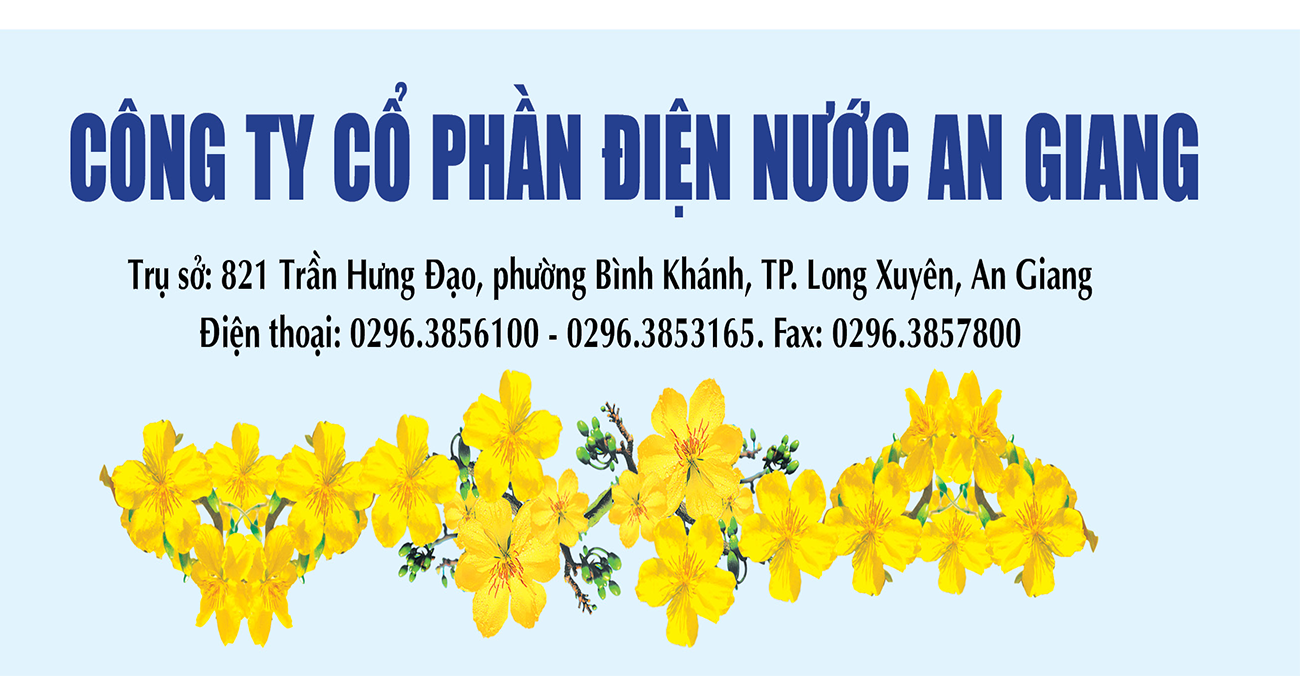 CÔNG TY CỔ PHẦN ĐIỆN NƯỚC AN GIANG
Trụ sở: 821 Trần Hưng Đạo, phường Bình Khánh, TP. Long Xuyên, An Giang
Điện thoại: 0296.3856100 - 0296.3853165. Fax: 0296.3857800